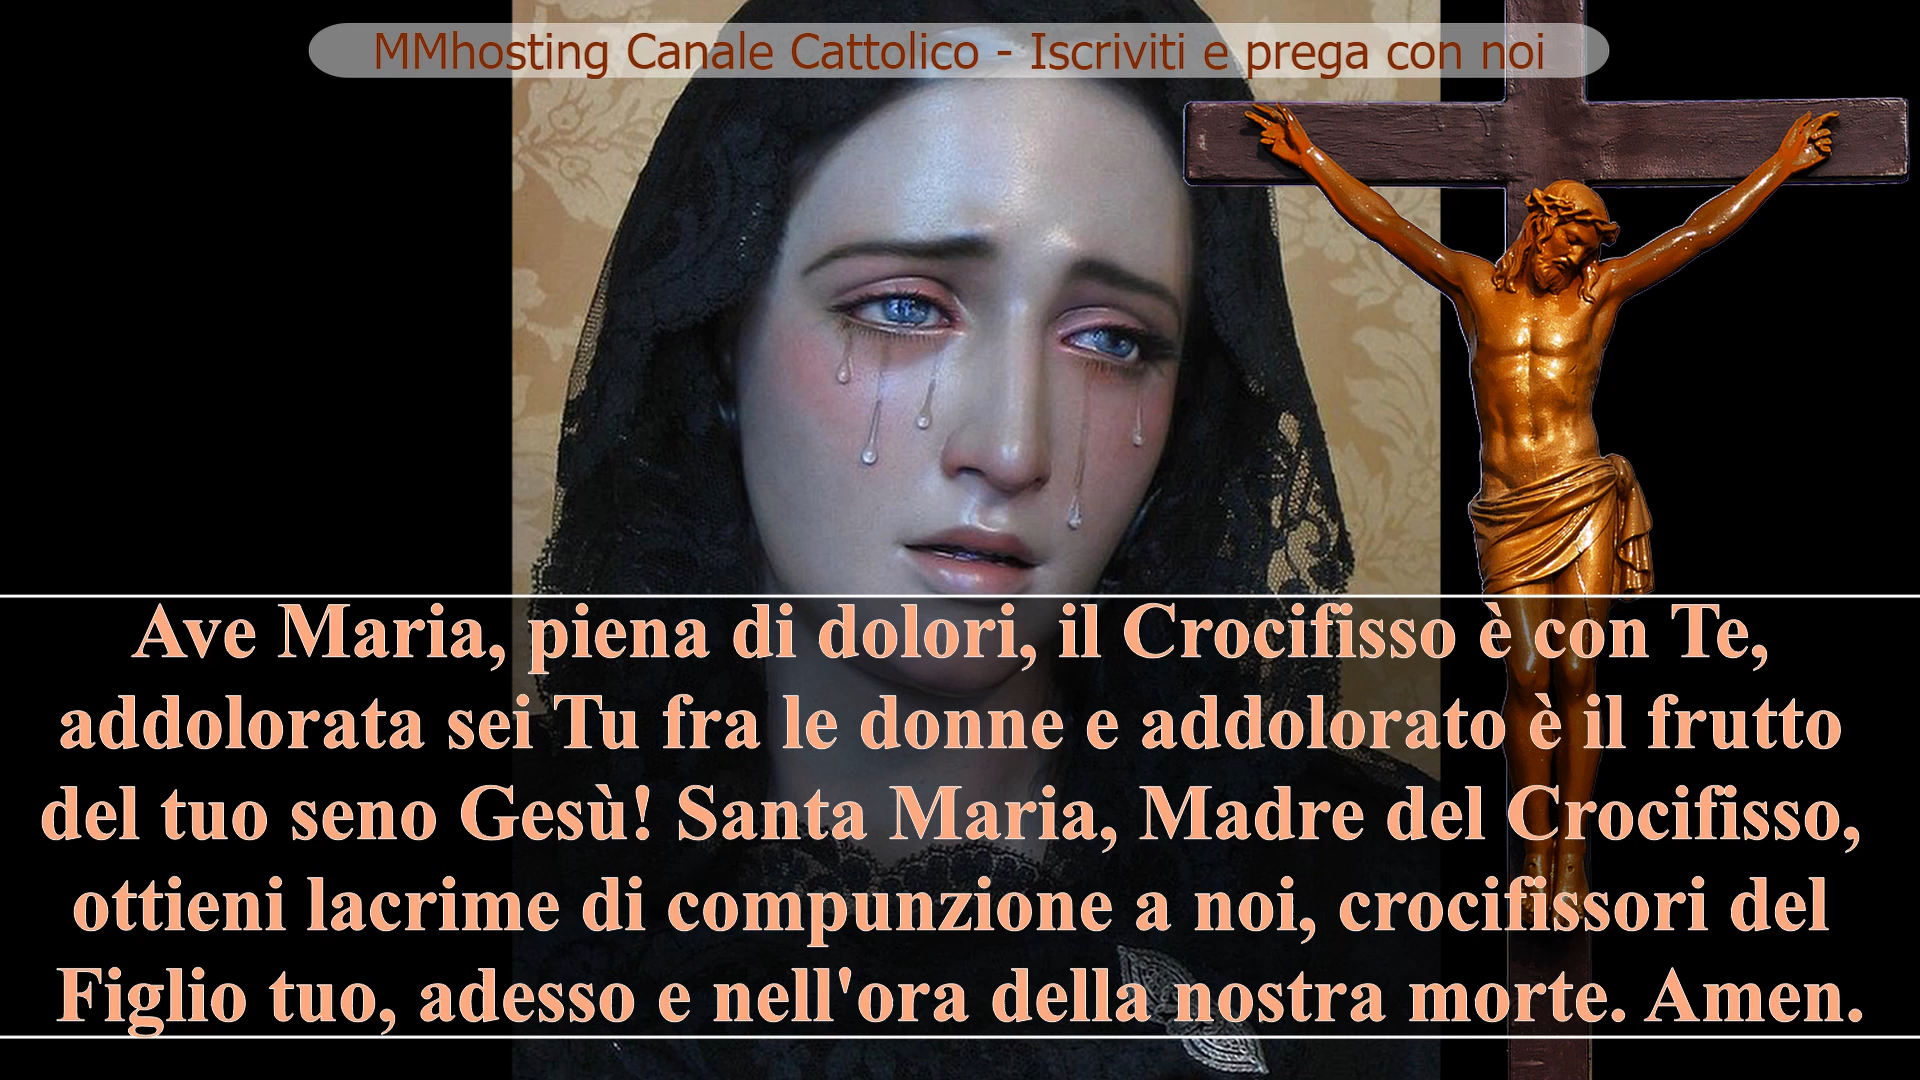 MMhosting Canale Cattolico - Iscriviti e prega con noi
Ave Maria, piena di dolori, il Crocifisso è con Te,
addolorata sei Tu fra le donne e addolorato è il frutto
del tuo seno Gesù! Santa Maria, Madre del Crocifisso,
ottieni lacrime di compunzione a noi, crocifissori del
Figlio tuo, adesso e nell'ora della nostra morte. Amen.